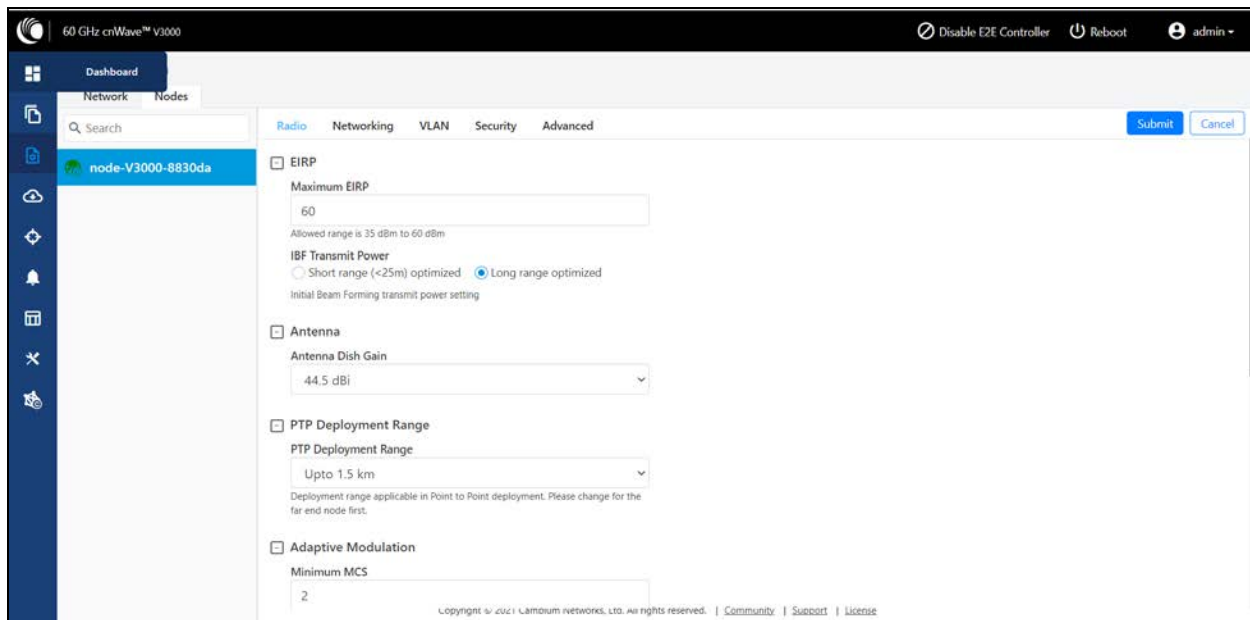 60 GHz cnWave™ V3000
Disable E2E Controller
Reboot
admin
Dashboard
Network Nodes
Search
node-V3000-8830da
Radio Networking VLAN Security Advanced
Submit Cancel
EIRP
Maximum EIRP
60
Allowed range is 35 dBm to 60 dBm
IBF Transmit Power
Short range (<25m) optimized Long range optimized
Initial Beam Forming transmit power setting
Antenna
Antenna Dish Gain
44.5 dBi
PTP Deployment Range
PTP Deployment Range
Upto 1.5 km
Deployment range applicable in Point to Point deployment. Please change for the
far end node first.
Adaptive Modulation
Minimum MCS
2
Copyright © 2021 Cambium Networks, Ltd. All rights reserved. | Community | Support | License